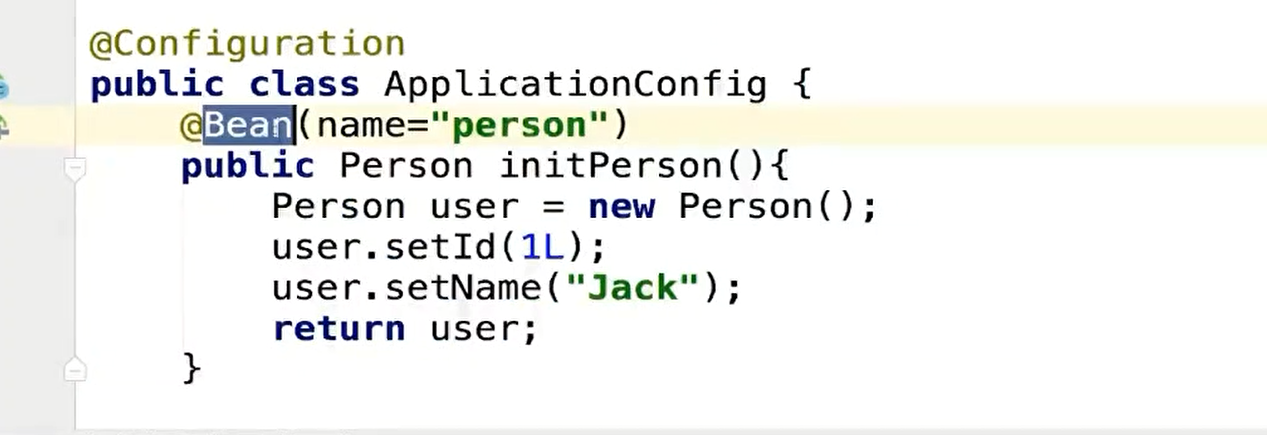 @Configuration
public class ApplicationConfig {
@Bean(name="person")
public Person initPerson(){
Person user = new Person();
user.setId(1L);
user.setName("Jack");
return user;
}